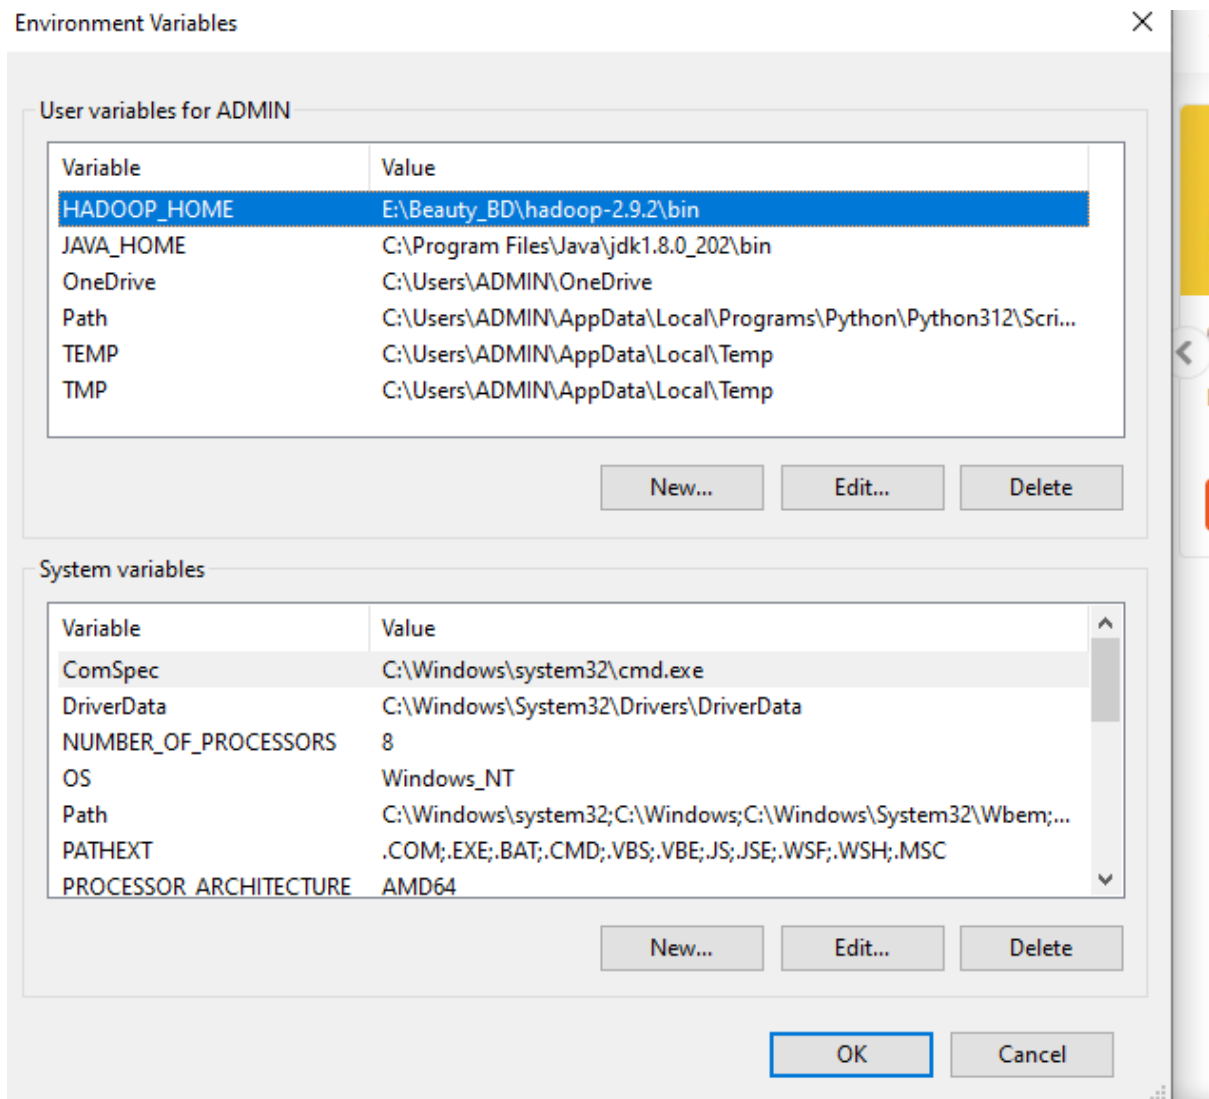 Environment Variables
User variables for ADMIN
Variable Value
HADOOP_HOME E:\Beauty_BD\hadoop-2.9.2\bin
JAVA_HOME C:\Program Files\Java\jdk1.8.0_202\bin
OneDrive C:\Users\ADMIN\OneDrive
Path C:\Users\ADMIN\AppData\Local\Programs\Python\Python312\Scri...
TEMP C:\Users\ADMIN\AppData\Local\Temp
TMP C:\Users\ADMIN\AppData\Local\Temp
New... Edit... Delete
System variables
Variable Value
ComSpec C:\Windows\system32\cmd.exe
DriverData C:\Windows\System32\Drivers\DriverData
NUMBER_OF_PROCESSORS 8
OS Windows_NT
Path C:\Windows\system32;C:\Windows;C:\Windows\System32\Wbem;...
PATHEXT .COM;.EXE;.BAT;.CMD;.VBS;.VBE;.JS;.JSE;.WSF;.WSH;.MSC
PROCESSOR_ARCHITECTURE AMD64
New... Edit... Delete
OK Cancel